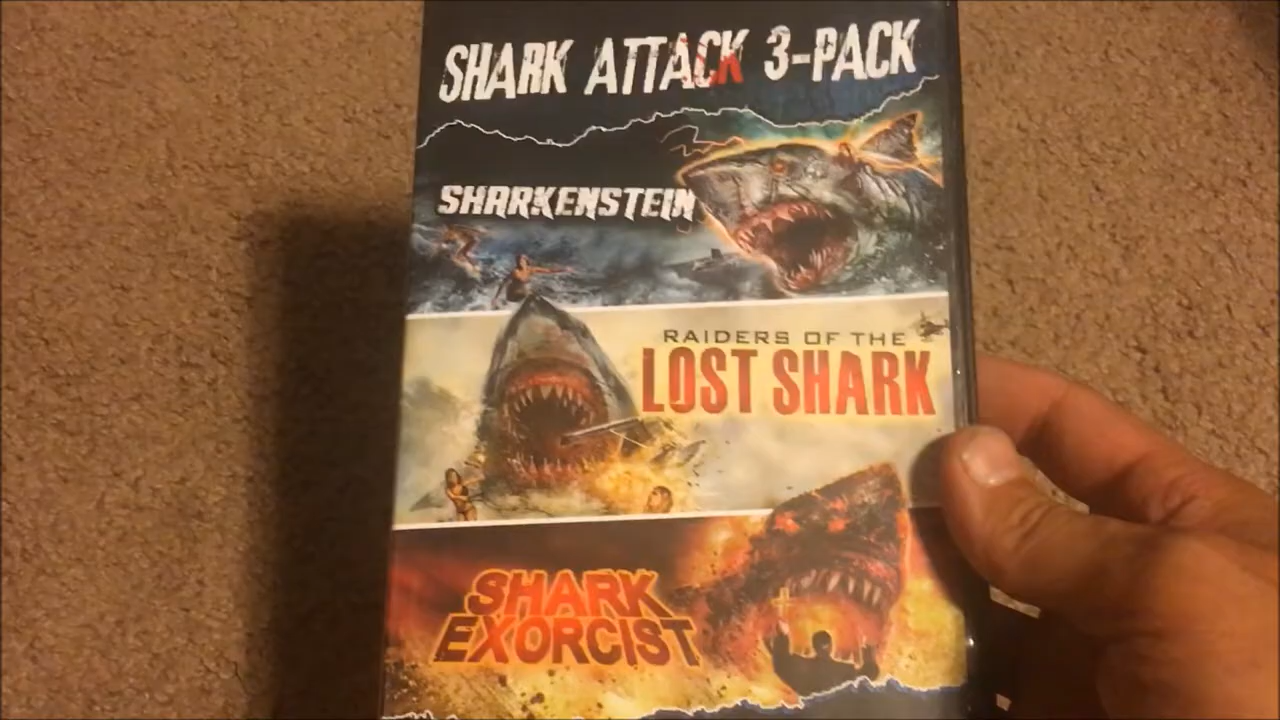 SHARK ATTACK 3-PACK
SHARKENSTEIN
RAIDERS OF THE
LOST SHARK
SHARK
EXORCIST